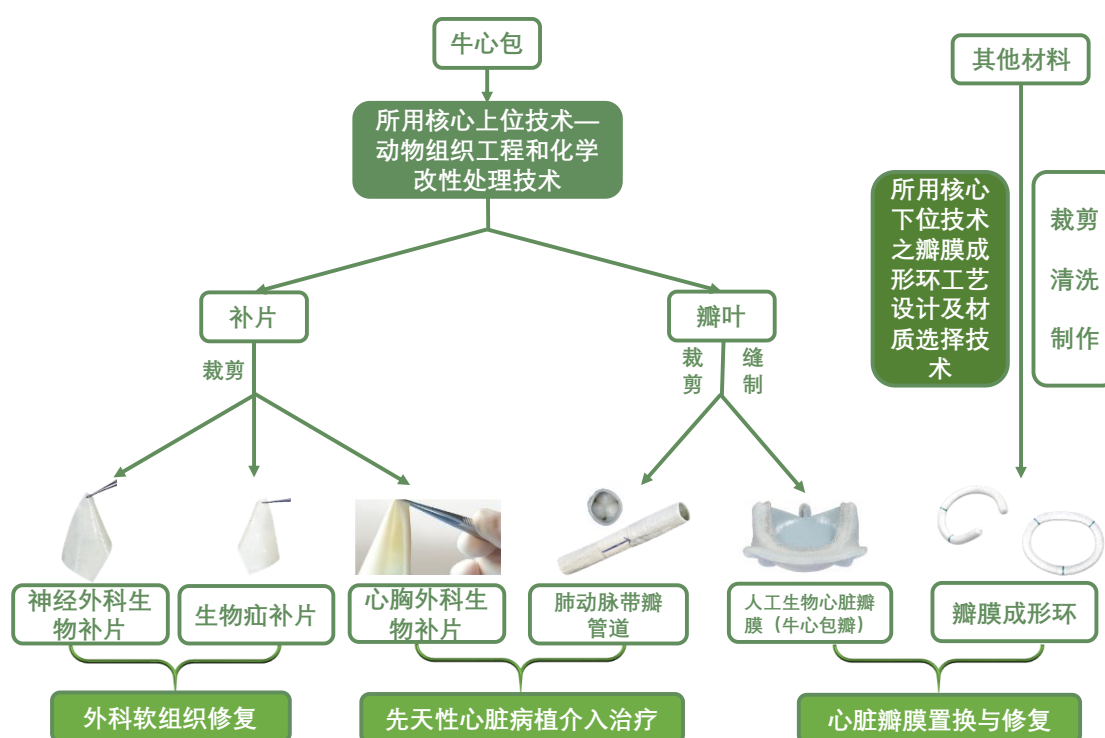 牛心包
其他材料
所用核心上位技术—
动物组织工程和化学
改性处理技术
所用核心
下位技术
之瓣膜成
形环工艺
设计及材
质选择技
术
裁剪
清洗
制作
补片
瓣叶
裁剪
裁
剪
缝
制
神经外科生
物补片
生物疝补片
心胸外科生
物补片
肺动脉带瓣
管道
人工生物心脏瓣
膜（牛心包瓣）
瓣膜成形环
外科软组织修复
先天性心脏病植介入治疗
心脏瓣膜置换与修复